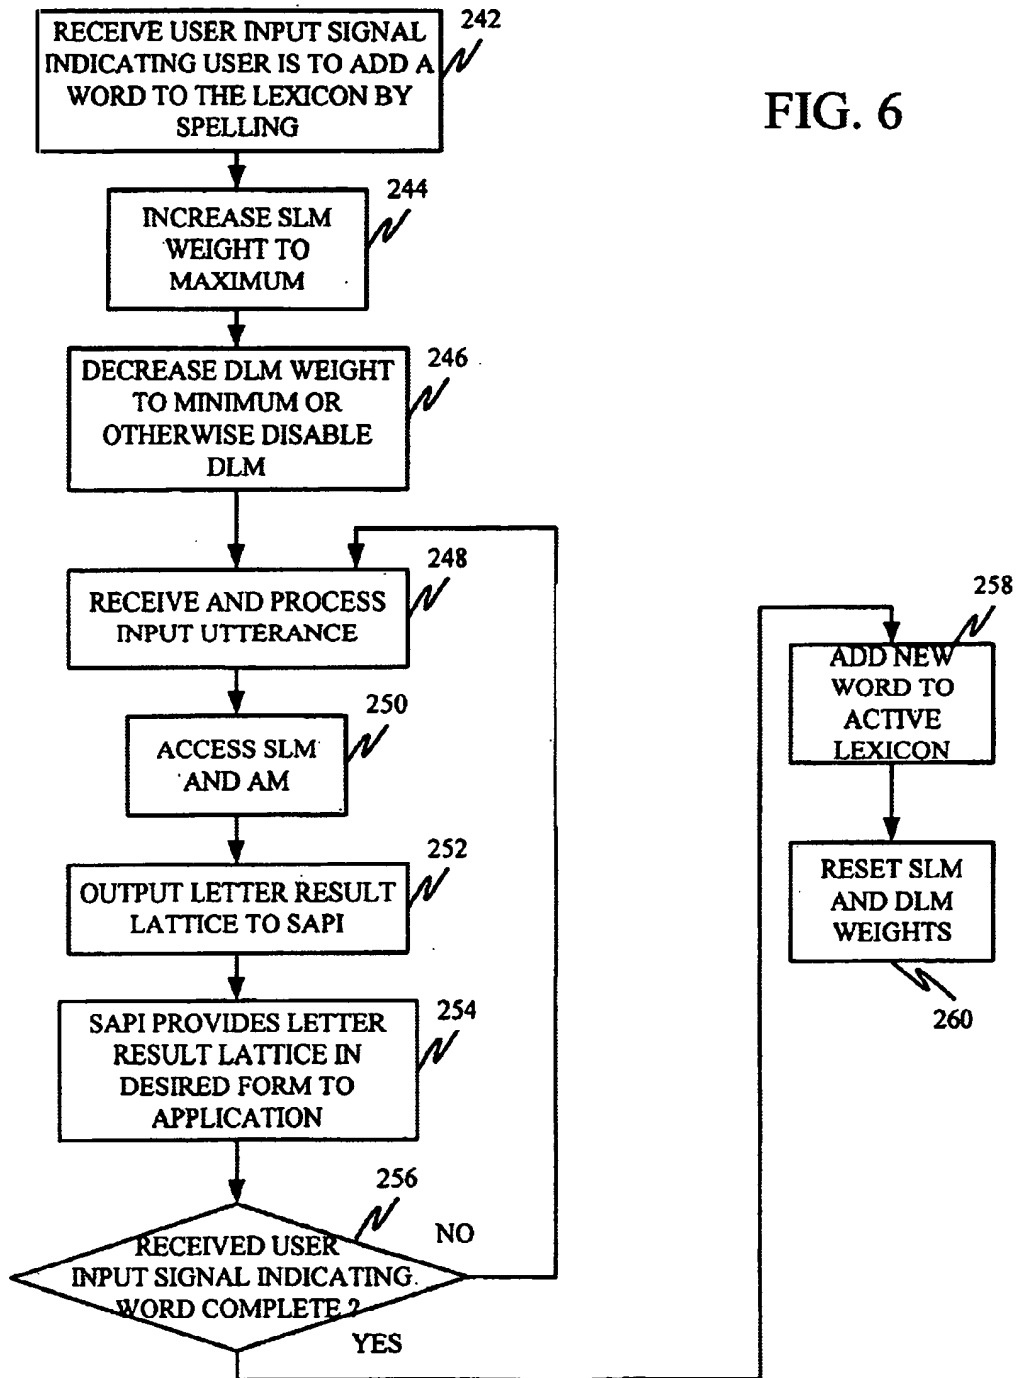 242
RECEIVE USER INPUT SIGNAL
INDICATING USER IS TO ADD A
WORD TO THE LEXICON BY
SPELLING
FIG. 6
244
INCREASE SLM
WEIGHT TO
MAXIMUM
246
DECREASE DLM WEIGHT
TO MINIMUM OR
OTHERWISE DISABLE
DLM
248
RECEIVE AND PROCESS
INPUT UTTERANCE
250
ACCESS SLM
AND AM
252
OUTPUT LETTER RESULT
LATTICE TO SAPI
254
SAPI PROVIDES LETTER
RESULT LATTICE IN
DESIRED FORM TO
APPLICATION
256
RECEIVED USER
INPUT SIGNAL INDICATING
WORD COMPLETE ?
NO
YES
258
ADD NEW
WORD TO
ACTIVE
LEXICON
RESET SLM
AND DLM
WEIGHTS
260